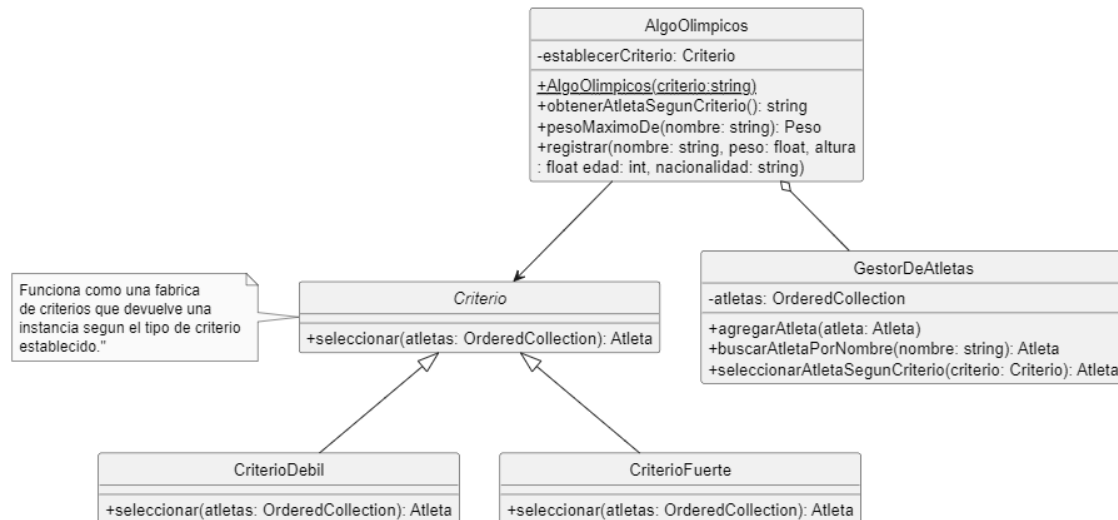 AlgoOlimpicos
-establecerCriterio: Criterio
+AlgoOlimpicos(criterio:string)
+obtenerAtletaSegunCriterio(): string
+pesoMaximoDe(nombre: string): Peso
+registrar(nombre: string, peso: float, altura
: float edad: int, nacionalidad: string)
Funciona como una fabrica
de criterios que devuelve una
instancia segun el tipo de criterio
establecido."
Criterio
+seleccionar(atletas: OrderedCollection): Atleta
GestorDeAtletas
-atletas: OrderedCollection
+agregarAtleta(atleta: Atleta)
+buscarAtletaPorNombre(nombre: string): Atleta
+seleccionarAtletaSegunCriterio(criterio: Criterio): Atleta
CriterioDebil
+seleccionar(atletas: OrderedCollection): Atleta
CriterioFuerte
+seleccionar(atletas: OrderedCollection): Atleta